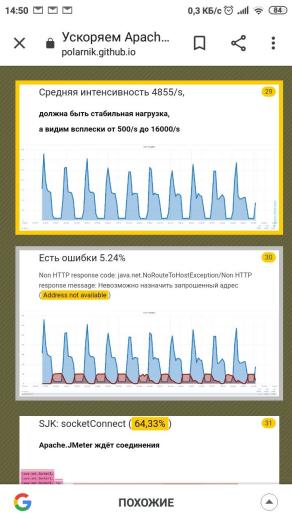 14:50
0,3 КБ/с
84
Ускоряем Apach...
polarnik.github.io
Средняя интенсивность 4855/s,
29
должна быть стабильная нагрузка,
а видим всплески от 500/s до 16000/s
Есть ошибки 5.24%
30
Non HTTP response code: java.net.NoRouteToHostException/Non HTTP
response message: Невозможно назначить запрошенный адрес
(Address not available)
SJK: socketConnect (64,33%)
31
Apache.JMeter ждёт соединения
ПОХОЖИЕ